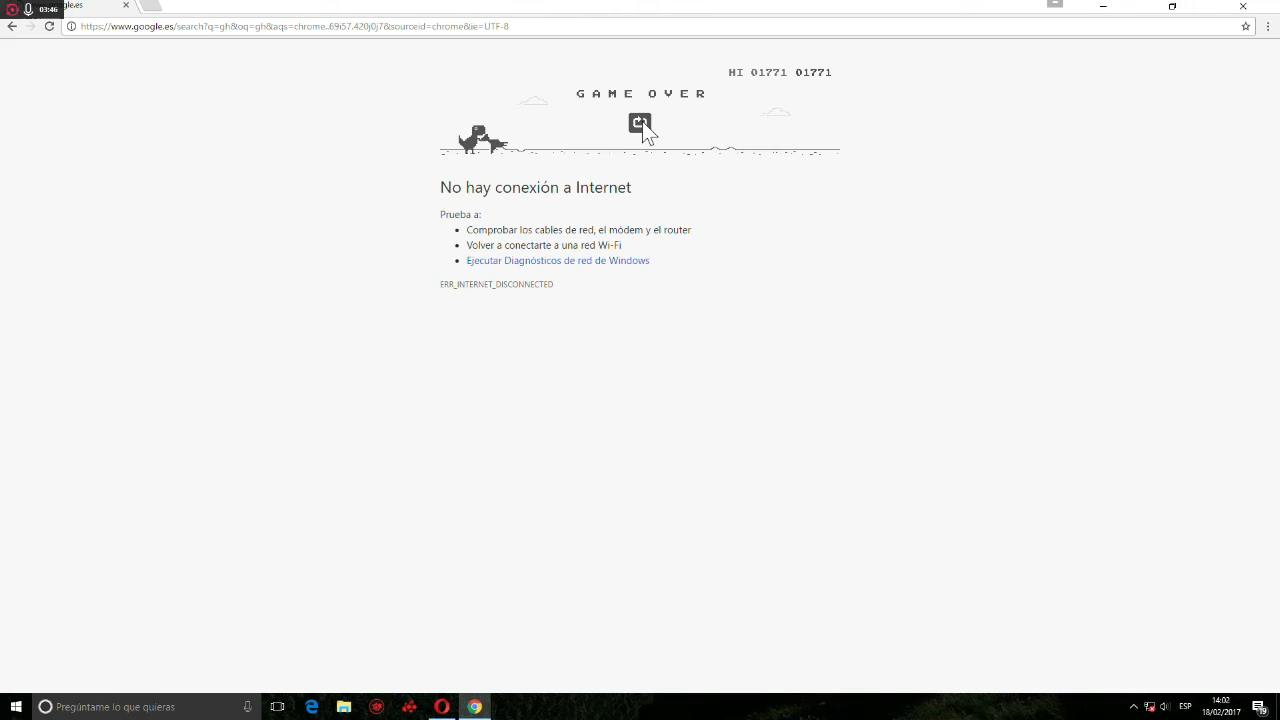 03:46
google.es
https://www.google.es/search?q=gh&oq=gh&aqs=chrome..69i57.420j0j7&sourceid=chrome&ie=UTF-8
HI 01771 01771
GAME OVER
No hay conexión a Internet
Prueba a:
Comprobar los cables de red, el módem y el router
Volver a conectarte a una red Wi-Fi
Ejecutar Diagnósticos de red de Windows
ERR_INTERNET_DISCONNECTED
Pregúntame lo que quieras
ESP
14:02
18/02/2017